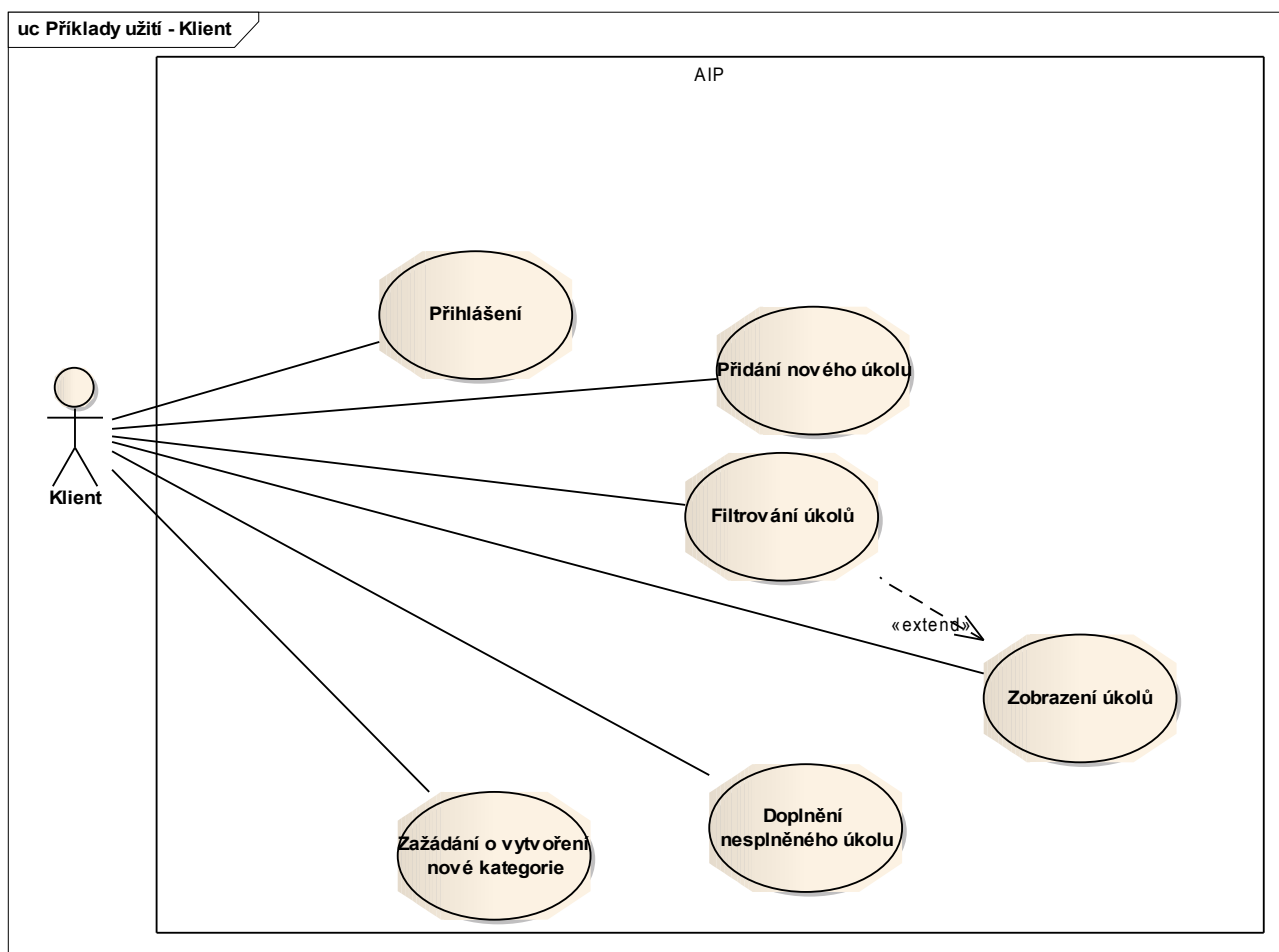 uc Příklady užití - Klient
AIP
Přihlášení
Přidání nového úkolu
Klient
Filtrování úkolů
«extend»
Zobrazení úkolů
Zažádání o vytvoření
nové kategorie
Doplnění
nesplněného úkolu